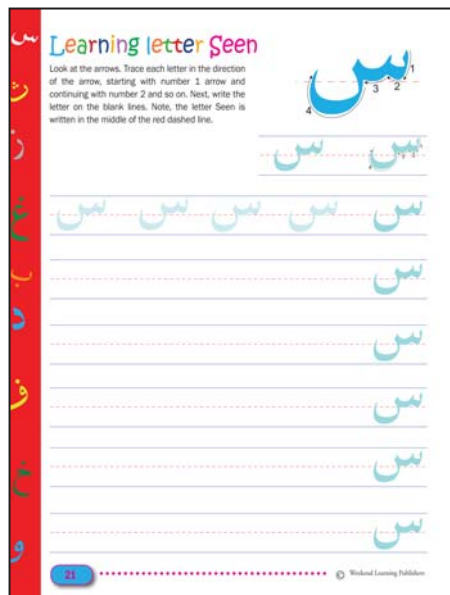 Learning letter Seen
Look at the arrows. Trace each letter in the direction
of the arrow, starting with number 1 arrow and
continuing with number 2 and so on. Next, write the
letter on the blank lines. Note, the letter Seen is
written in the middle of the red dashed line.
س
1
2
3
4
س س
س س س س س
س
س
س
س
س
س
ف
و
21
© Weekend Learning Publishers